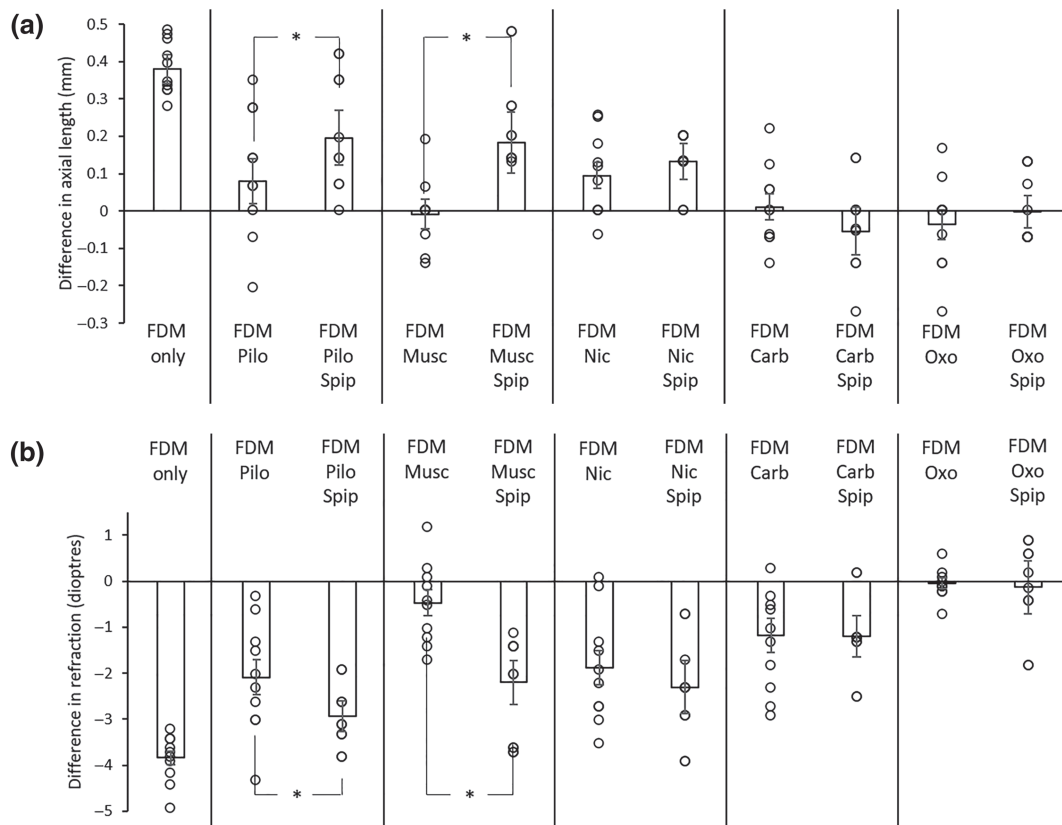 (a)
Difference in axial length (mm)
0.5
0.4
0.3
0.2
0.1
0
−0.1
−0.2
−0.3
*
*
FDM
only
FDM
Pilo
FDM
Pilo
Spip
FDM
Musc
FDM
Musc
Spip
FDM
Nic
FDM
Nic
Spip
FDM
Carb
FDM
Carb
Spip
FDM
Oxo
FDM
Oxo
Spip
(b)
FDM
only
FDM
Pilo
FDM
Pilo
Spip
FDM
Musc
FDM
Musc
Spip
FDM
Nic
FDM
Nic
Spip
FDM
Carb
FDM
Carb
Spip
FDM
Oxo
FDM
Oxo
Spip
Difference in refraction (dioptres)
1
0
−1
−2
−3
−4
−5
*
*